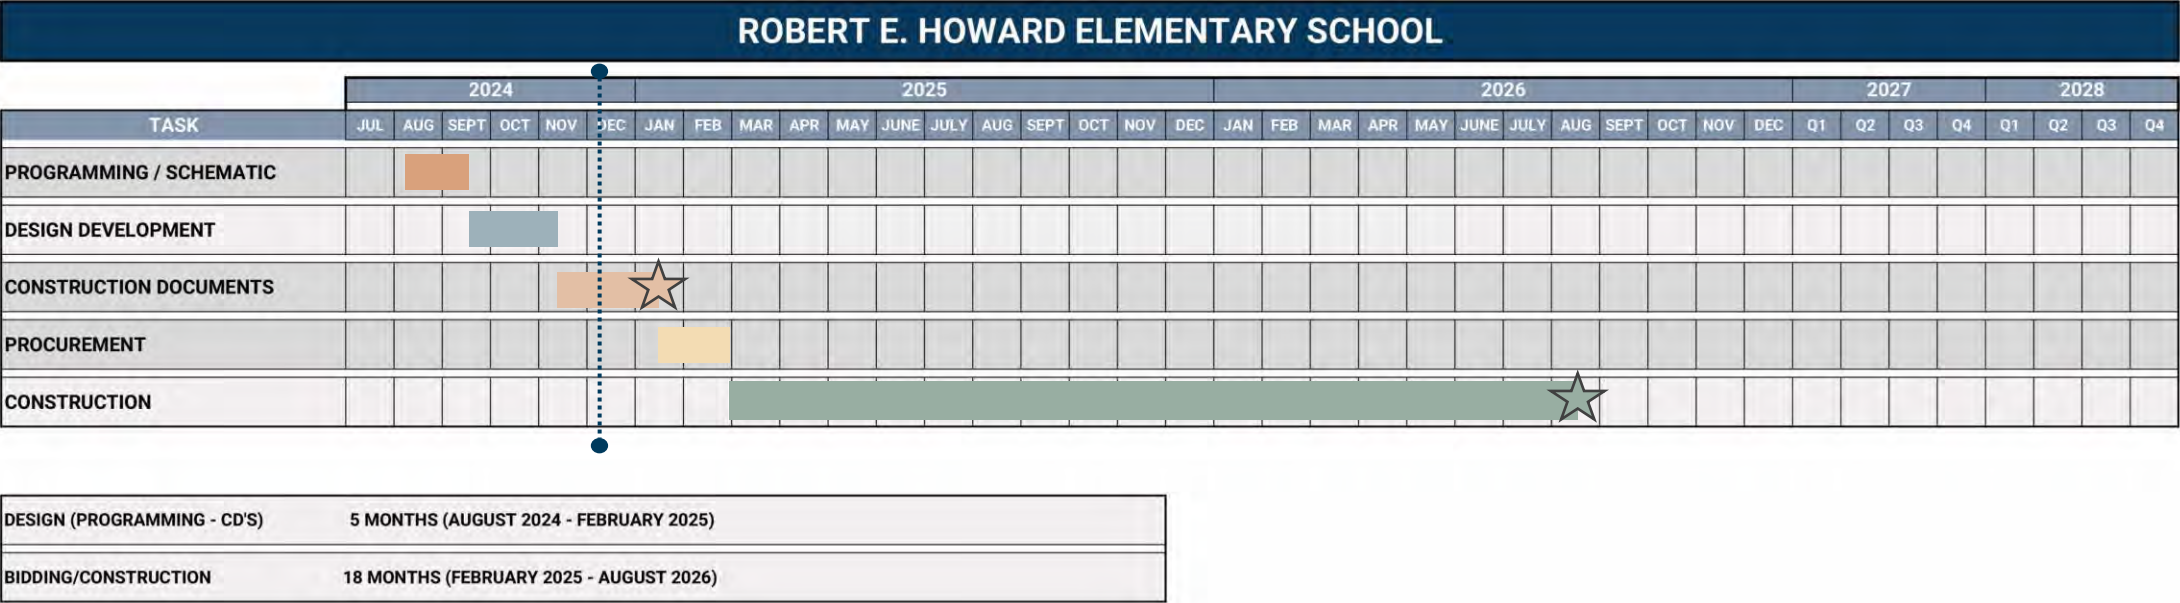 ROBERT E. HOWARD ELEMENTARY SCHOOL
2024 2025 2026 2027 2028
TASK JUL AUG SEPT OCT NOV DEC JAN FEB MAR APR MAY JUNE JULY AUG SEPT OCT NOV DEC JAN FEB MAR APR MAY JUNE JULY AUG SEPT OCT NOV DEC Q1 Q2 Q3 Q4 Q1 Q2 Q3 Q4
PROGRAMMING / SCHEMATIC
DESIGN DEVELOPMENT
CONSTRUCTION DOCUMENTS
PROCUREMENT
CONSTRUCTION
DESIGN (PROGRAMMING - CD'S) 5 MONTHS (AUGUST 2024 - FEBRUARY 2025)
BIDDING/CONSTRUCTION 18 MONTHS (FEBRUARY 2025 - AUGUST 2026)